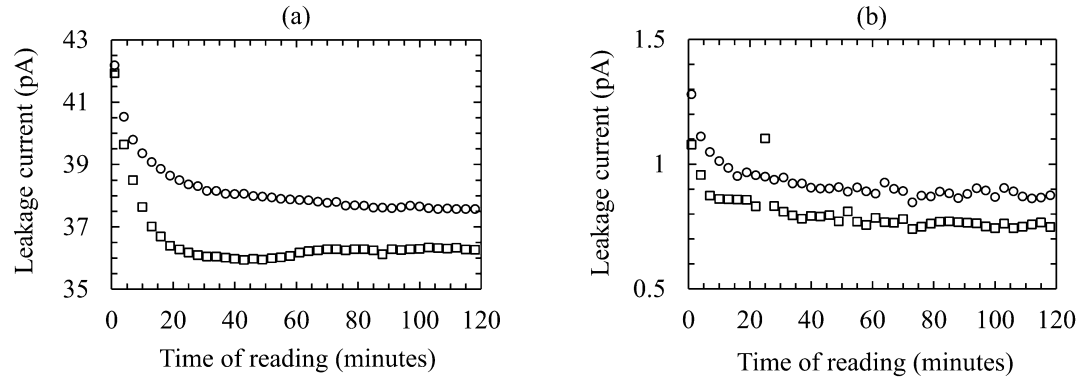 (a)
43
41
39
37
35
0 20 40 60 80 100 120
Leakage current (pA)
Time of reading (minutes)
(b)
1.5
1
0.5
0 20 40 60 80 100 120
Leakage current (pA)
Time of reading (minutes)